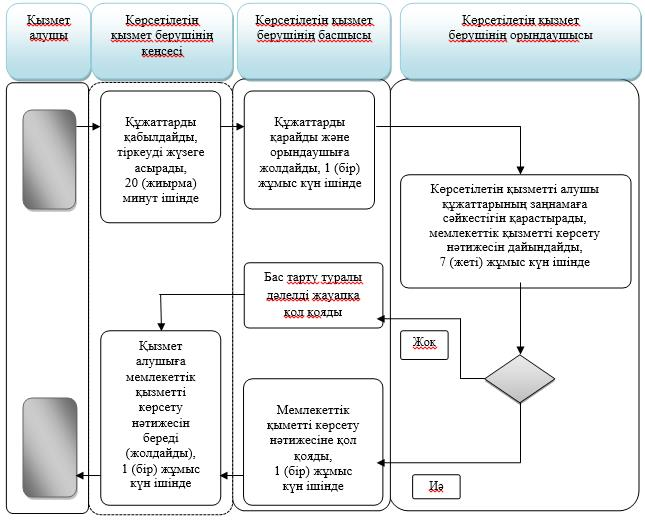 Қызмет
алушы
Көрсетілетін
қызмет берушінің
кеңсесі
Көрсетілетін қызмет
берушінің басшысы
Көрсетілетін қызмет
берушінің орындаушысы
Құжаттарды
қабылдайды,
тіркеуді жүзеге
асырады,
20 (жиырма)
минут ішінде
Құжаттарды
қарайды және
орындаушыға
жолдайды, 1 (бір)
жұмыс күн ішінде
Көрсетілетін қызметті алушы
құжаттарының заңнамаға
сәйкестігін қарастырады,
мемлекеттік қызметті көрсету
нәтижесін дайындайды,
7 (жеті) жұмыс күн ішінде
Бас тарту туралы
дәлелді жауапқа
қол қояды
Жоқ
Қызмет
алушыға
мемлекеттік
қызметті
көрсету
нәтижесін
береді
(жолдайды),
1 (бір) жұмыс
күн ішінде
Мемлекеттік
қыметті көрсету
нәтижесіне қол
қояды,
1 (бір) жұмыс
күн ішінде
Иә